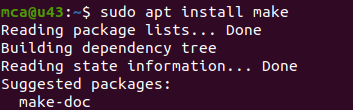 mca@u43:~$ sudo apt install make
Reading package lists... Done
Building dependency tree
Reading state information... Done
Suggested packages:
  make-doc